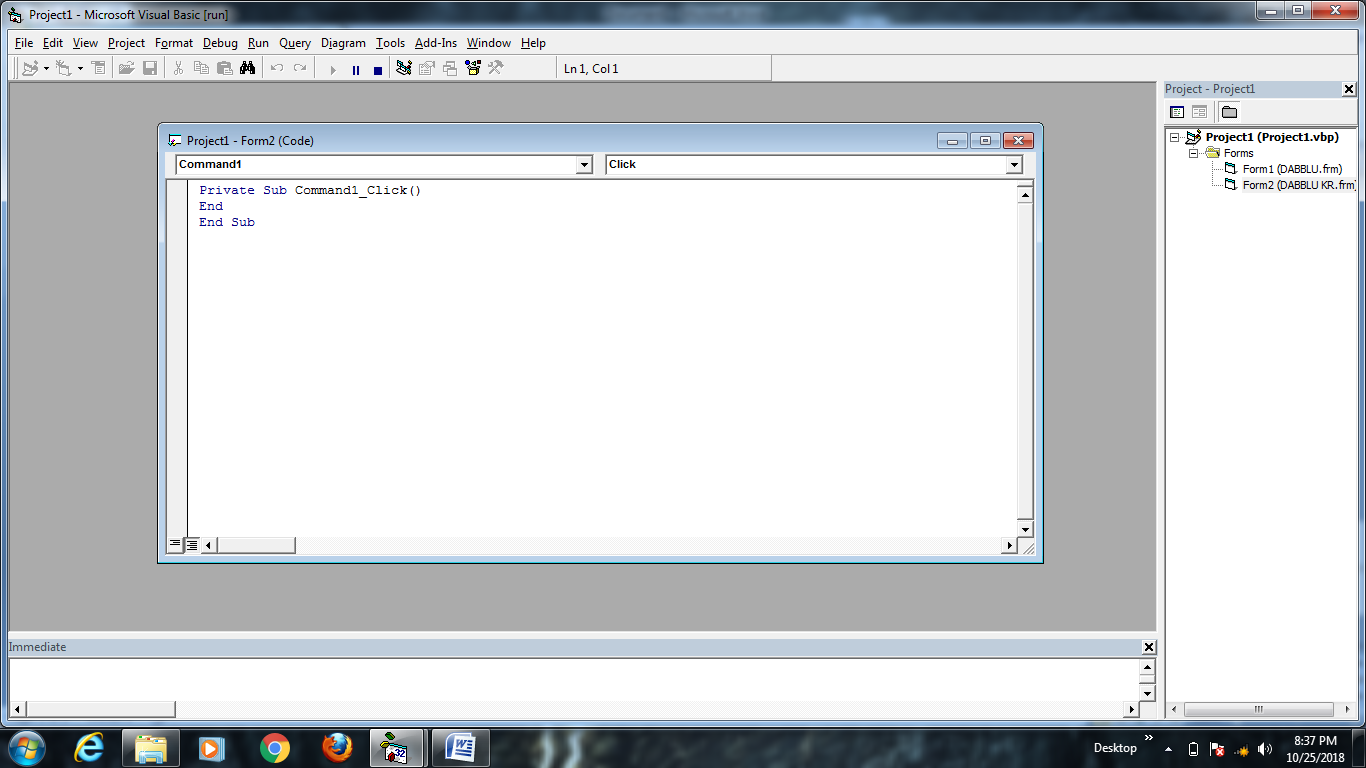 Project1 - Microsoft Visual Basic [run]
File Edit View Project Format Debug Run Query Diagram Tools Add-Ins Window Help
Ln 1, Col 1
Project - Project1
Project1 - Form2 (Code)
Command1
Click
Private Sub Command1_Click()
End
End Sub
Project1 (Project1.vbp)
Forms
Form1 (DABBLU.frm)
Form2 (DABBLU KR.frm
Immediate
32
Desktop
8:37 PM
10/25/2018